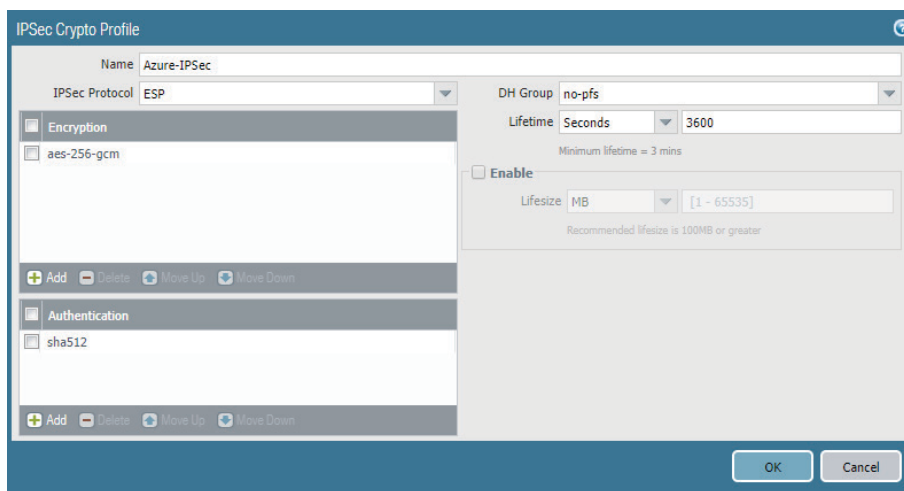 IPSec Crypto Profile
Name Azure-IPSec
IPSec Protocol ESP
Encryption
aes-256-gcm
Add Delete Move Up Move Down
Authentication
sha512
Add Delete Move Up Move Down
DH Group no-pfs
Lifetime Seconds 3600
Minimum lifetime = 3 mins
Enable
Lifesize MB [1 - 65535]
Recommended lifesize is 100MB or greater
OK Cancel